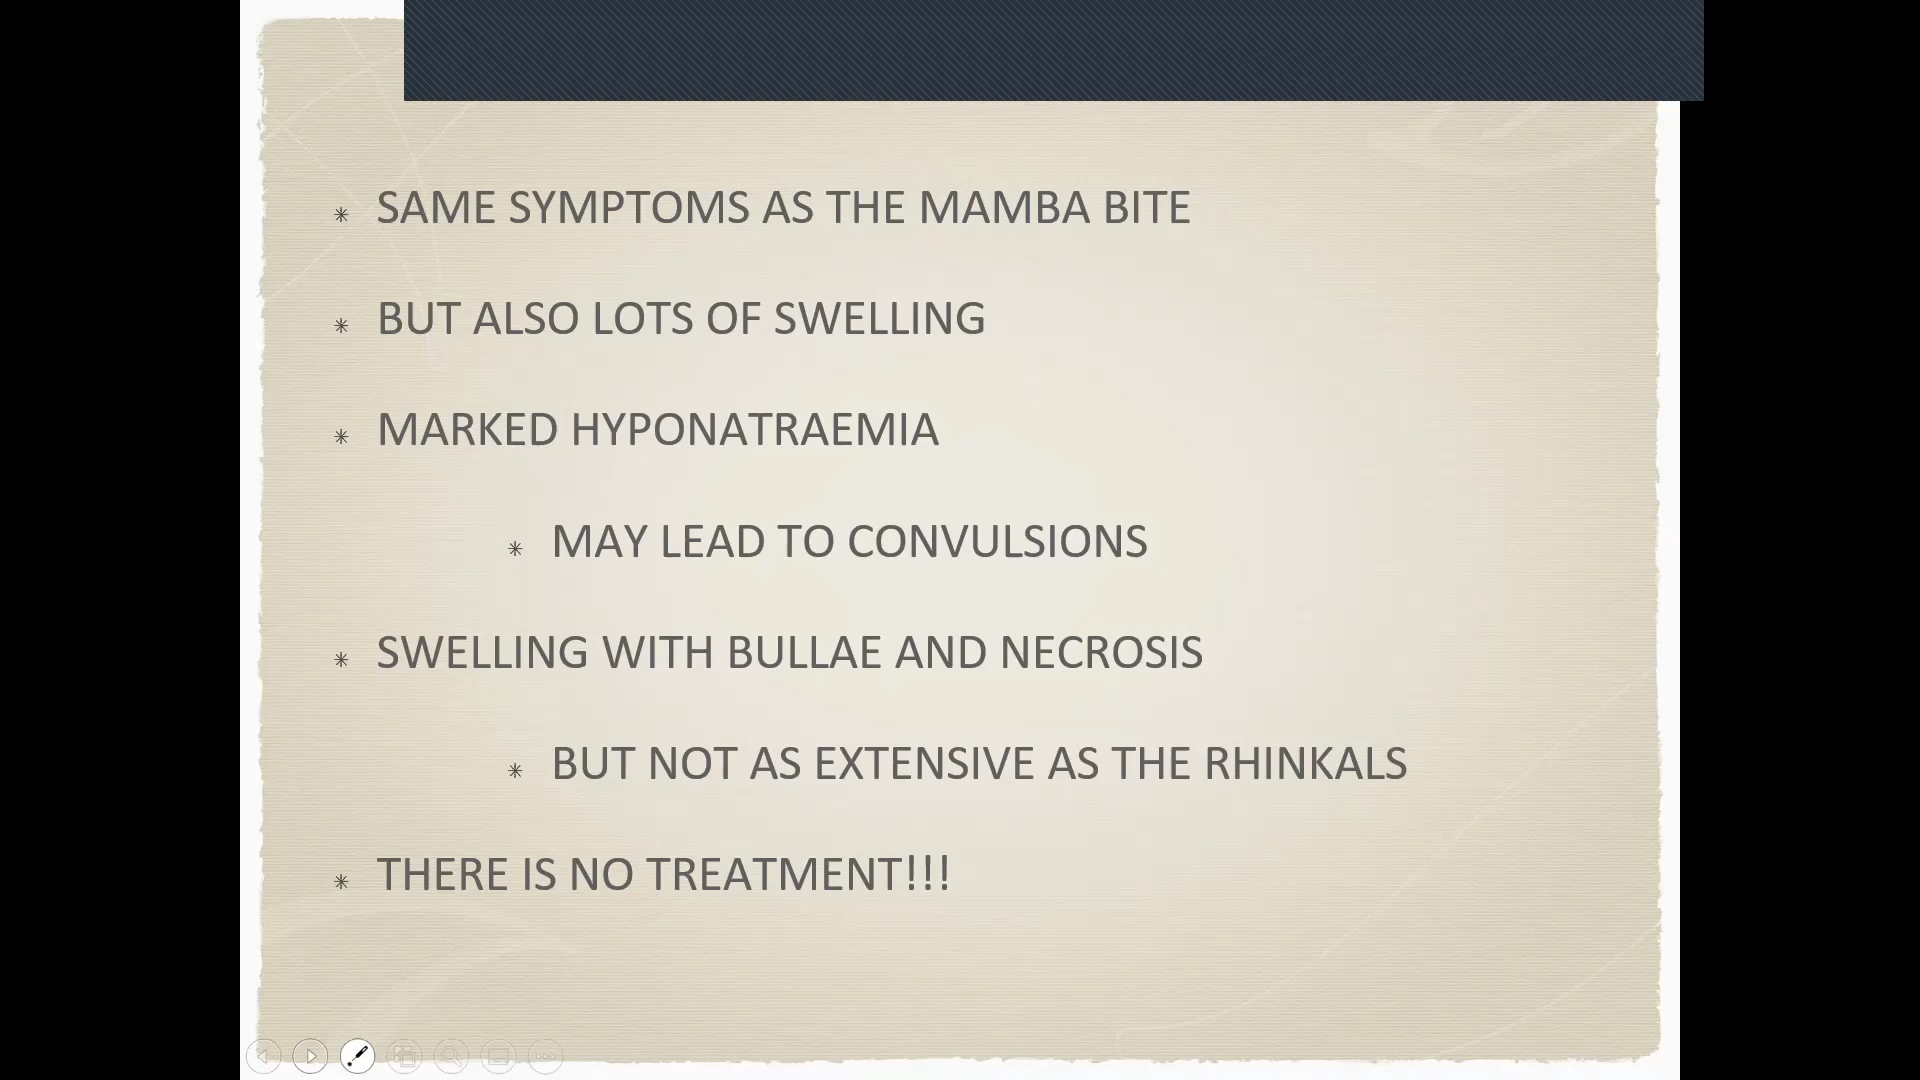 SAME SYMPTOMS AS THE MAMBA BITE
BUT ALSO LOTS OF SWELLING
MARKED HYPONATRAEMIA
MAY LEAD TO CONVULSIONS
SWELLING WITH BULLAE AND NECROSIS
BUT NOT AS EXTENSIVE AS THE RHINKALS
THERE IS NO TREATMENT!!!